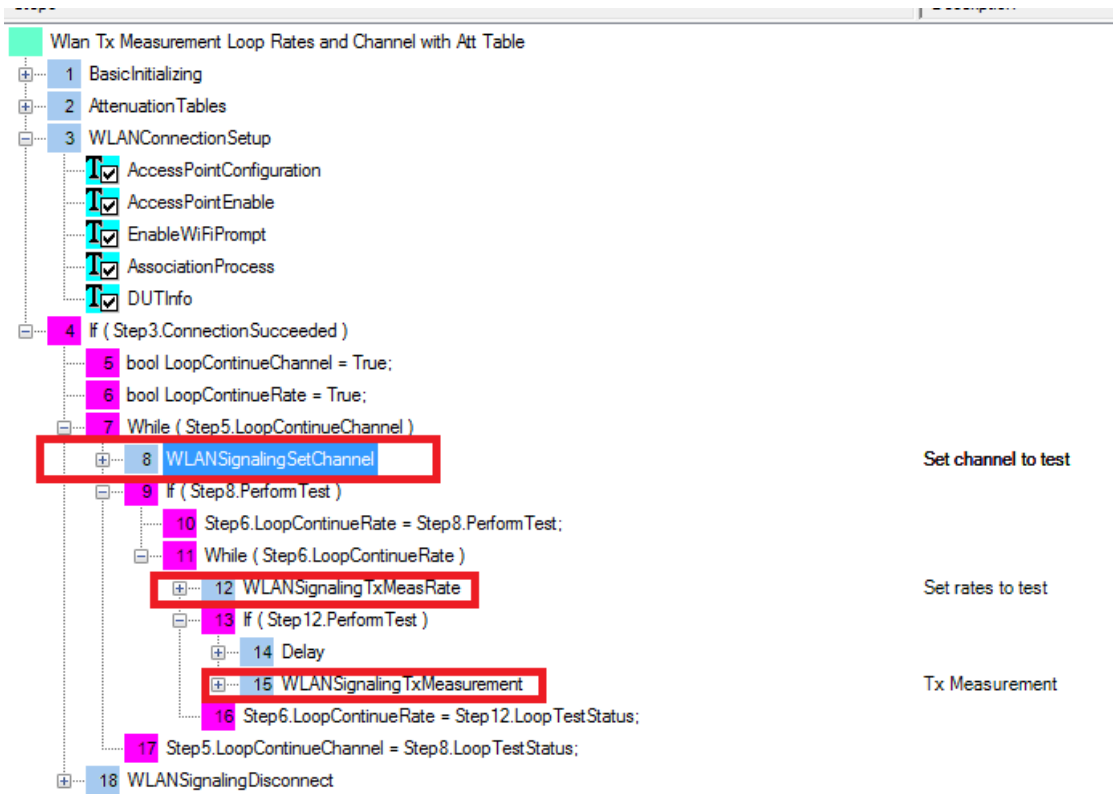 Wlan Tx Measurement Loop Rates and Channel with Att Table
1 BasicInitializing
2 AttenuationTables
3 WLANConnectionSetup
T AccessPointConfiguration
T AccessPointEnable
T EnableWiFiPrompt
T AssociationProcess
T DUTInfo
4 If ( Step3.ConnectionSucceeded )
5 bool LoopContinueChannel = True;
6 bool LoopContinueRate = True;
7 While ( Step5.LoopContinueChannel )
8 WLANSignalingSetChannel Set channel to test
9 If ( Step8.PerformTest )
10 Step6.LoopContinueRate = Step8.PerformTest;
11 While ( Step6.LoopContinueRate )
12 WLANSignalingTxMeasRate Set rates to test
13 If ( Step12.PerformTest )
14 Delay
15 WLANSignalingTxMeasurement Tx Measurement
16 Step6.LoopContinueRate = Step12.LoopTestStatus;
17 Step5.LoopContinueChannel = Step8.LoopTestStatus;
18 WLANSignalingDisconnect